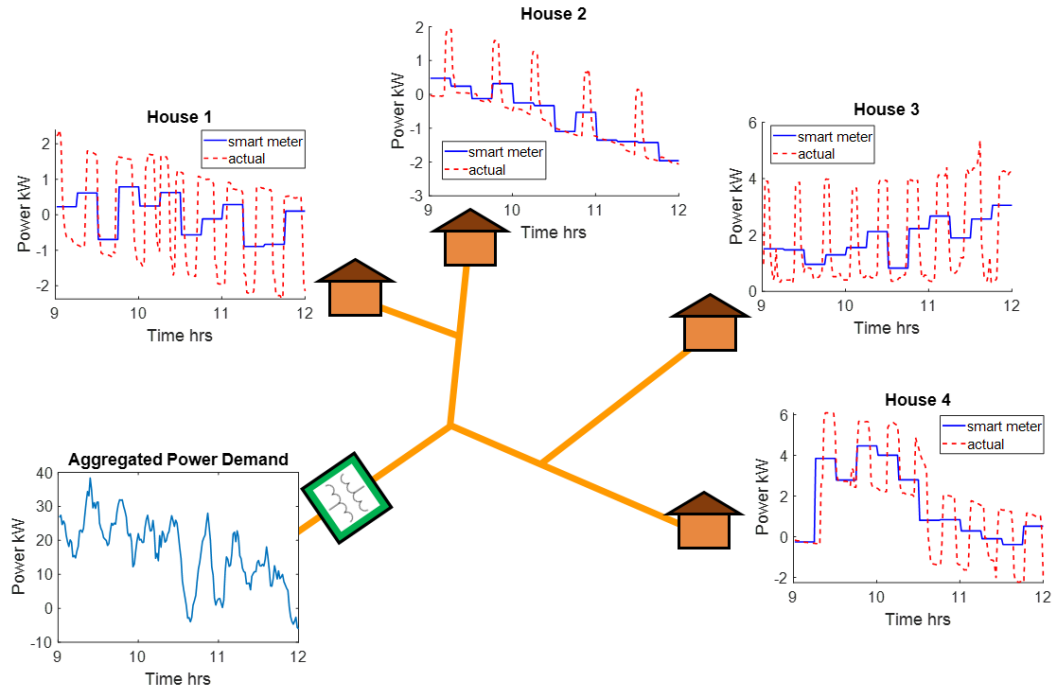 House 1
Power kW
2
1
0
-1
-2
smart meter
actual
9
10
11
12
Time hrs
House 2
Power kW
2
1
0
-1
-2
-3
smart meter
actual
9
10
11
12
Time hrs
House 3
Power kW
6
4
2
0
smart meter
actual
9
10
11
12
Time hrs
Aggregated Power Demand
Power kW
40
30
20
10
0
-10
9
10
11
12
Time hrs
House 4
Power kW
6
4
2
0
-2
smart meter
actual
9
10
11
12
Time hrs